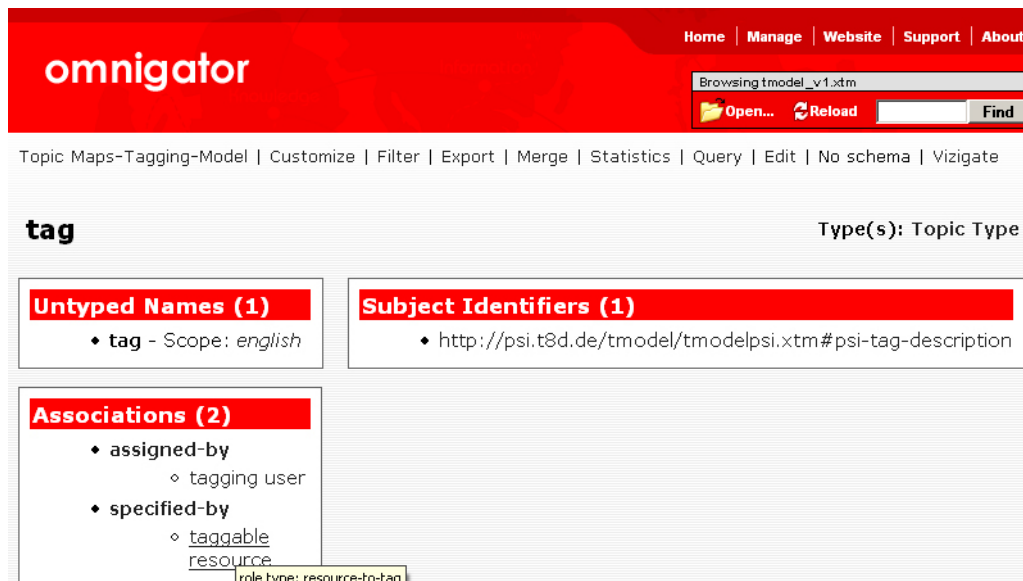 Home | Manage | Website | Support | About
omnigator
Browsing tmodel_v1.xtm
Open... Reload Find
Topic Maps-Tagging-Model | Customize | Filter | Export | Merge | Statistics | Query | Edit | No schema | Vizigate
tag
Type(s): Topic Type
Untyped Names (1)
• tag - Scope: english
Subject Identifiers (1)
• http://psi.t8d.de/tmodel/tmodelpsi.xtm#psi-tag-description
Associations (2)
• assigned-by
◦ tagging user
• specified-by
◦ taggable
resource
role type: resource-to-tag